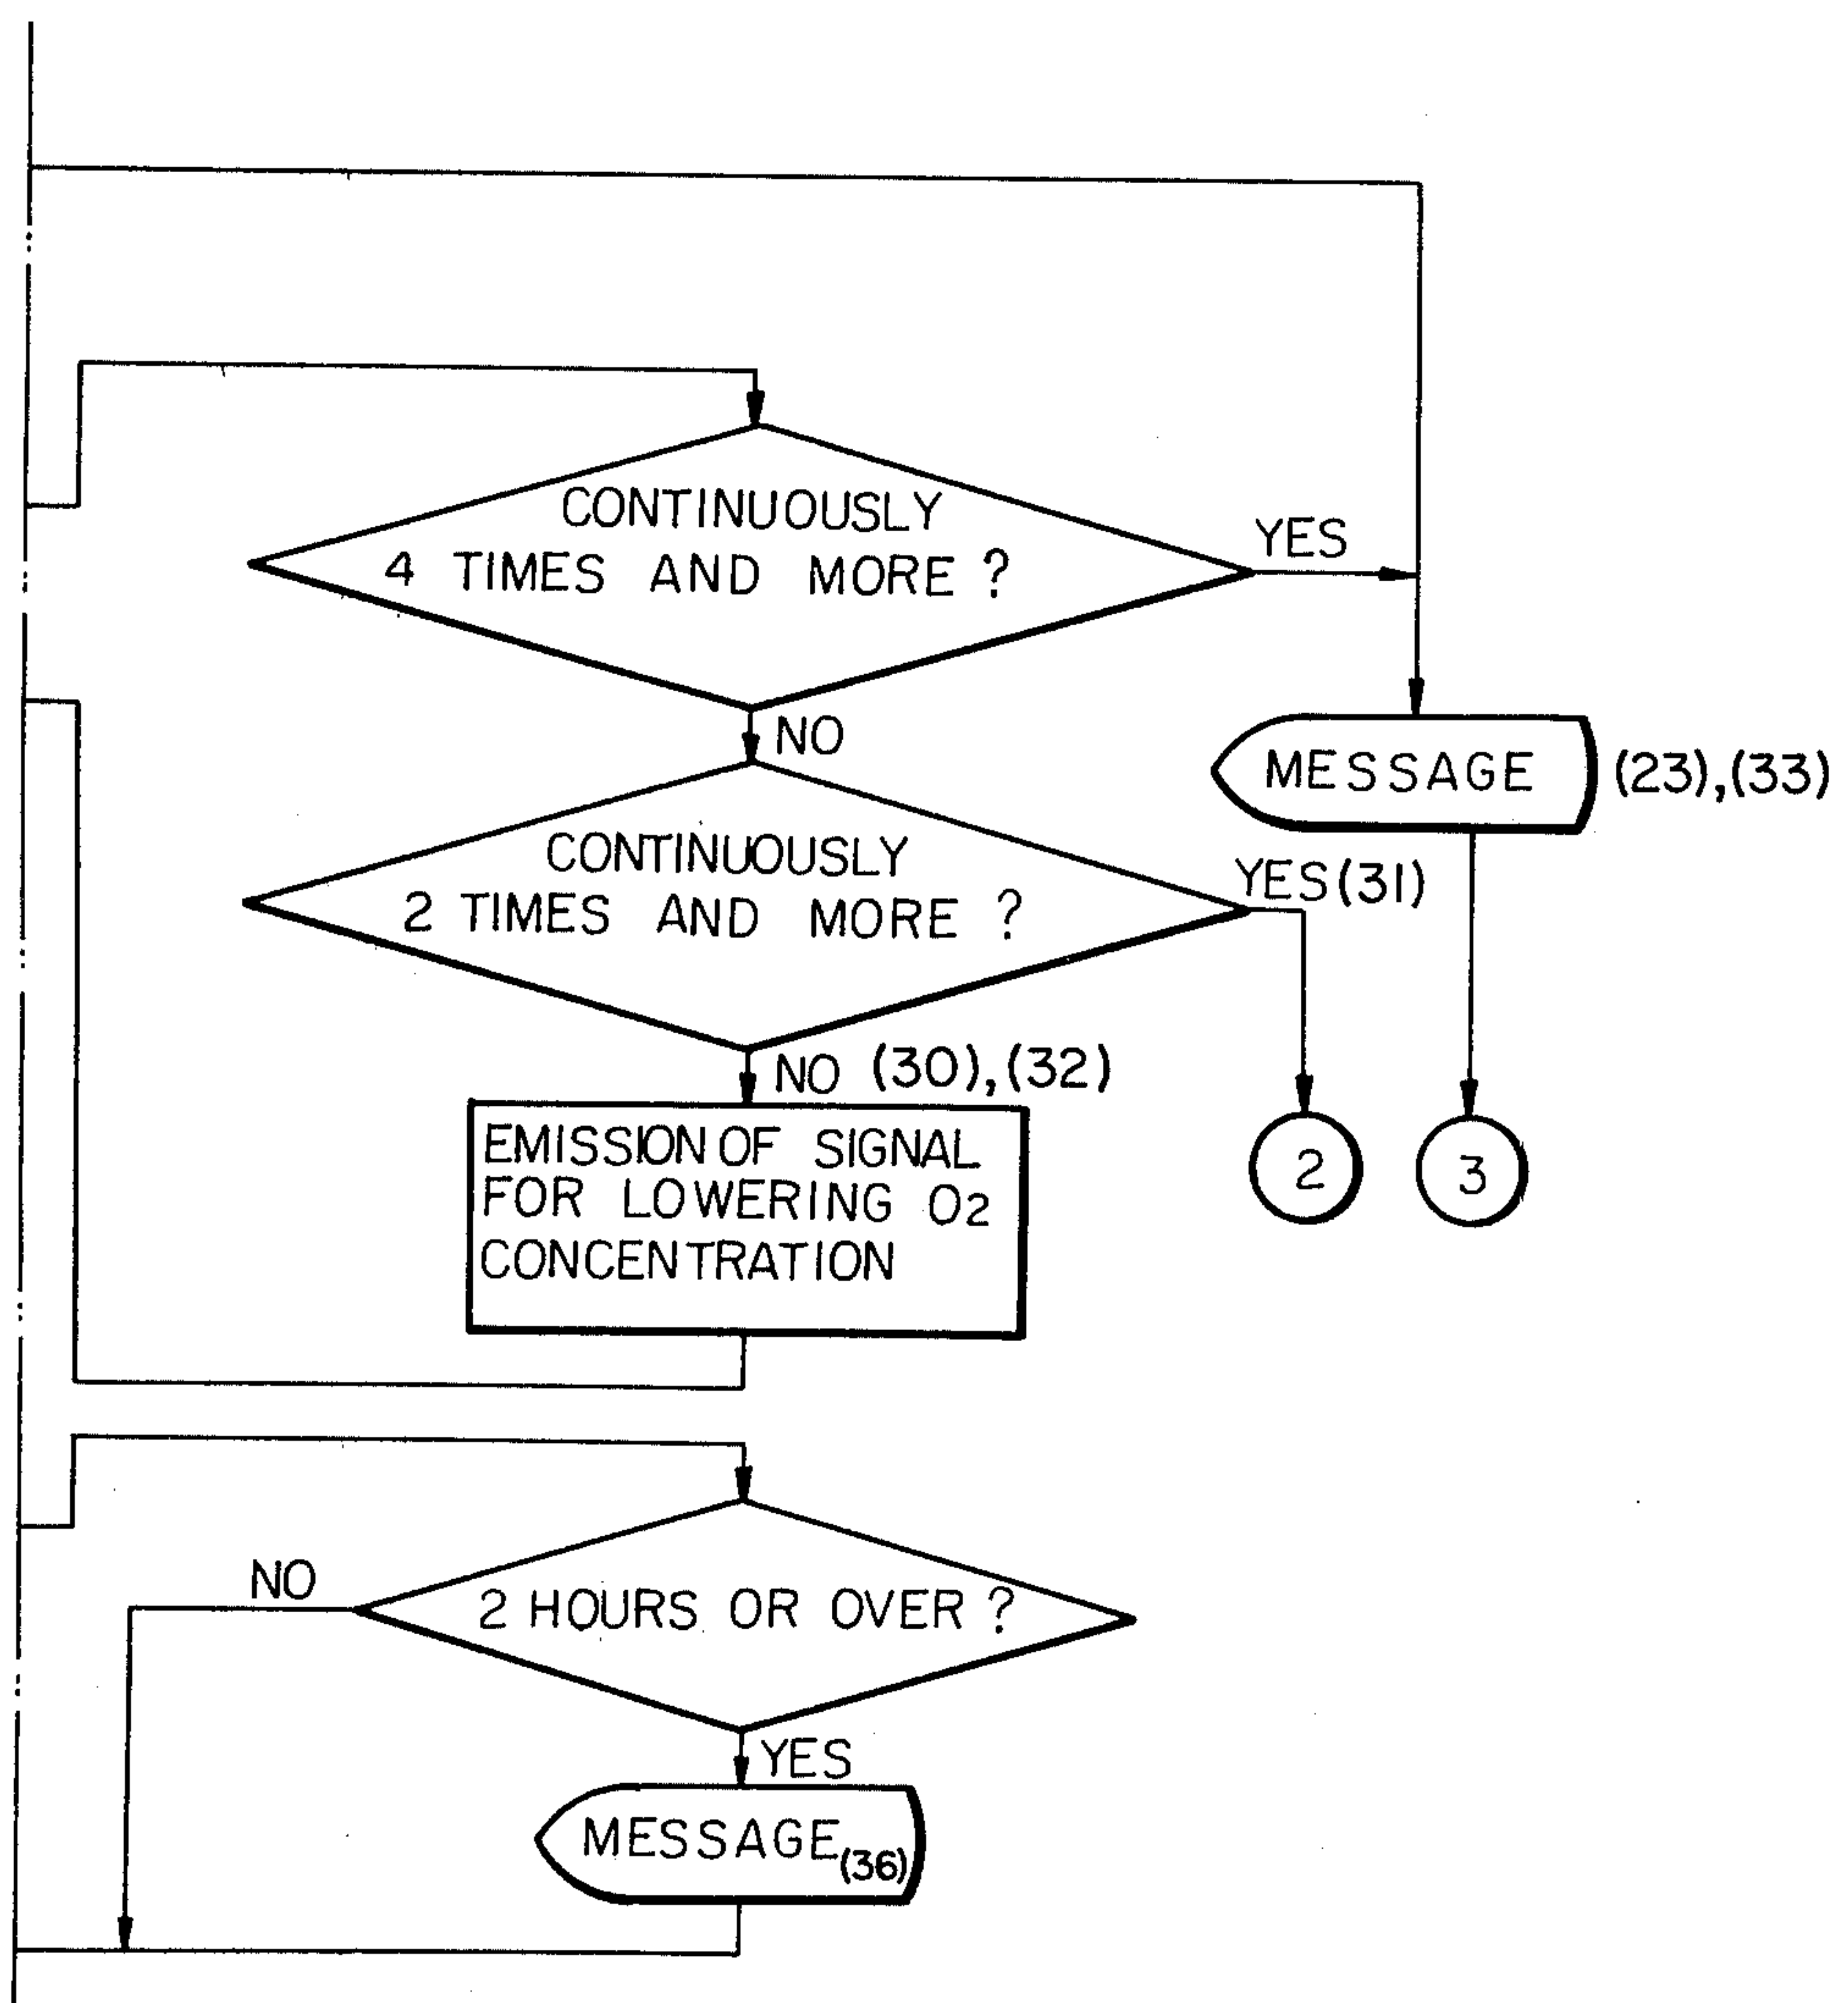 CONTINUOUSLY
4 TIMES AND MORE ?
YES
NO
MESSAGE (23),(33)
CONTINUOUSLY
2 TIMES AND MORE ?
YES(31)
NO (30),(32)
EMISSION OF SIGNAL
FOR LOWERING O2
CONCENTRATION
2
3
NO
2 HOURS OR OVER ?
YES
MESSAGE (36)